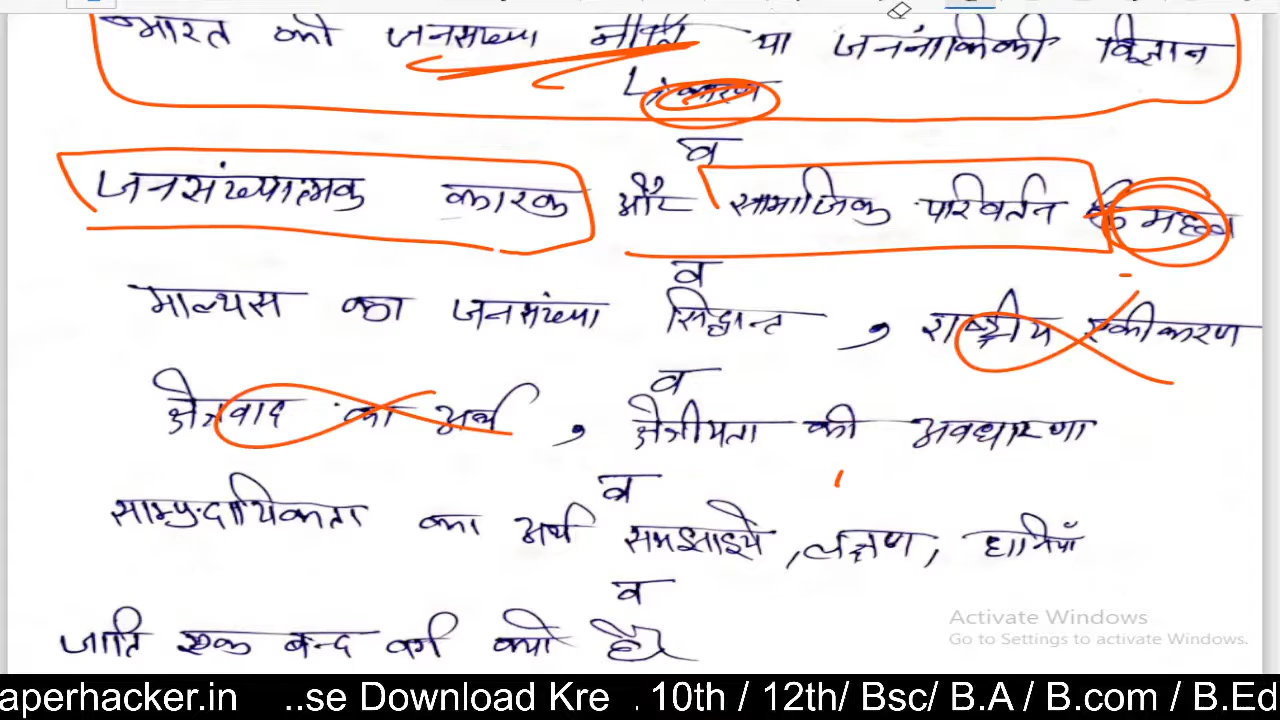 भारत की जनसंख्या नीति या जननांकिकी विज्ञान
↳ कारण
व
जनसंख्यात्मक कारक और सामाजिक परिवर्तन के महत्व
व
माल्थस का जनसंख्या सिद्धान्त , राष्ट्रीय एकीकरण
व
क्षेत्रवाद का अर्थ , क्षेत्रीयता की अवधारणा
व
साम्प्रदायिकता का अर्थ समझाइये , लक्षण , हानियाँ
व
जाति एक बन्द वर्ग क्यों है।
Activate Windows
Go to Settings to activate Windows.
aperhacker.in ..se Download Kre . 10th / 12th/ Bsc/ B.A / B.com / B.Ed